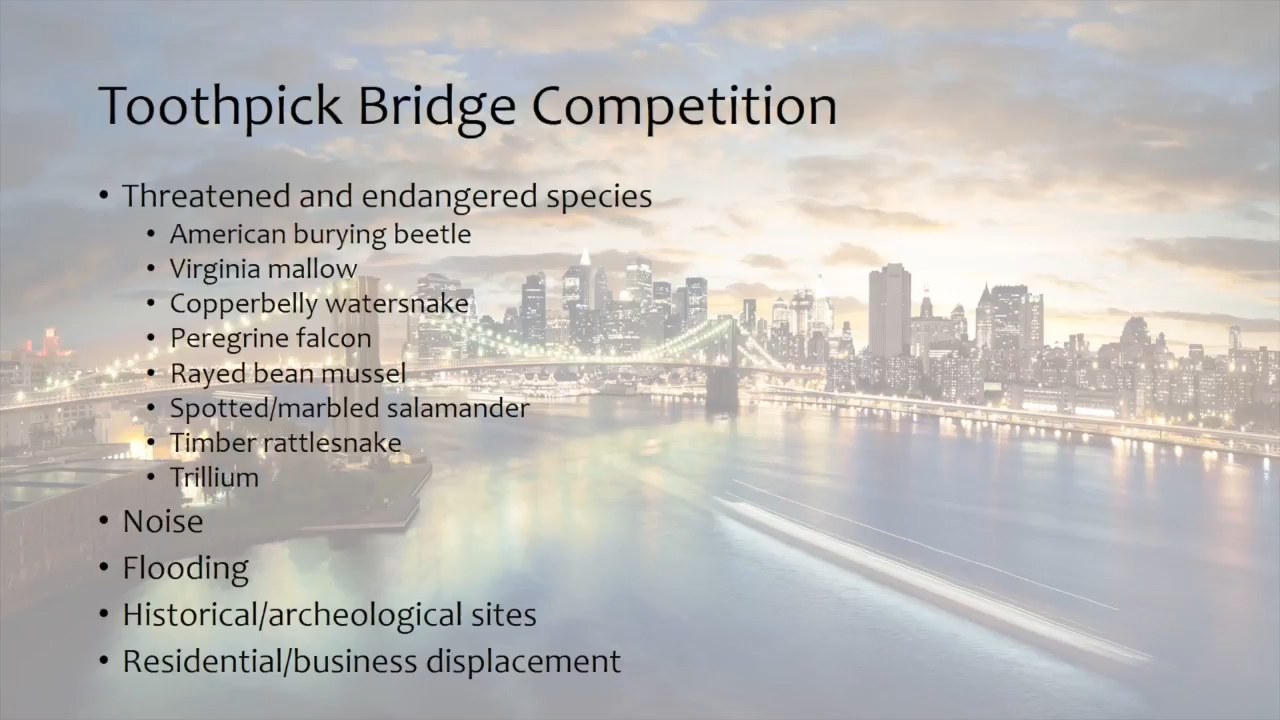 Toothpick Bridge Competition
• Threatened and endangered species
• American burying beetle
• Virginia mallow
• Copperbelly watersnake
• Peregrine falcon
• Rayed bean mussel
• Spotted/marbled salamander
• Timber rattlesnake
• Trillium
• Noise
• Flooding
• Historical/archeological sites
• Residential/business displacement